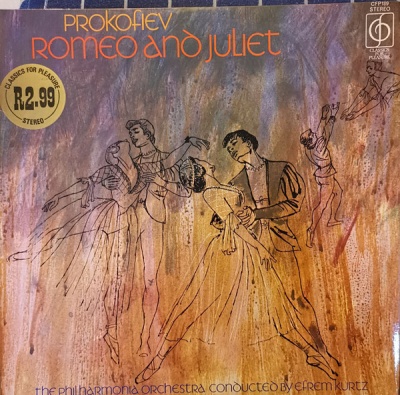 PROKOFIEV
ROMEO AND JULIET
CFP109
STEREO
CLASSICS
FOR
PLEASURE
CLASSICS FOR PLEASURE
R2.99
STEREO
the philharmonia orchestra conducted by efrem kurtz